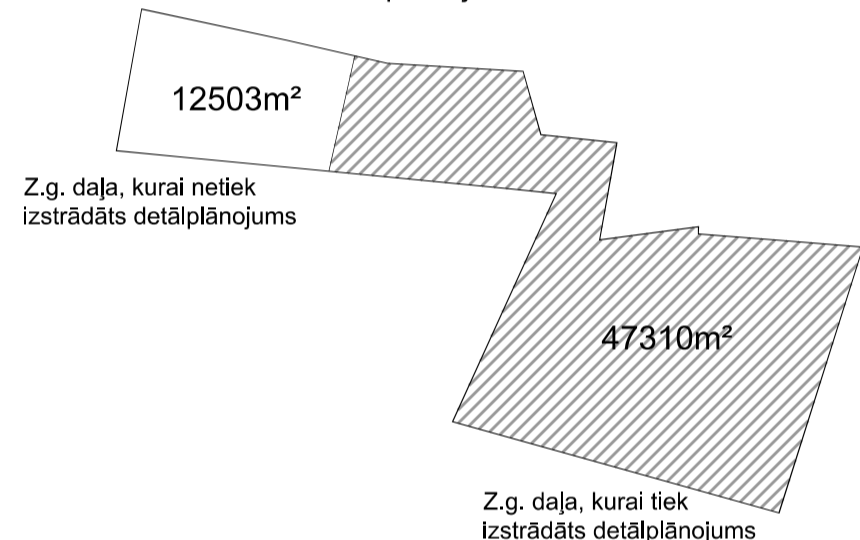 12503m²
Z.g. daļa, kurai netiek
izstrādāts detālplānojums
47310m²
Z.g. daļa, kurai tiek
izstrādāts detālplānojums